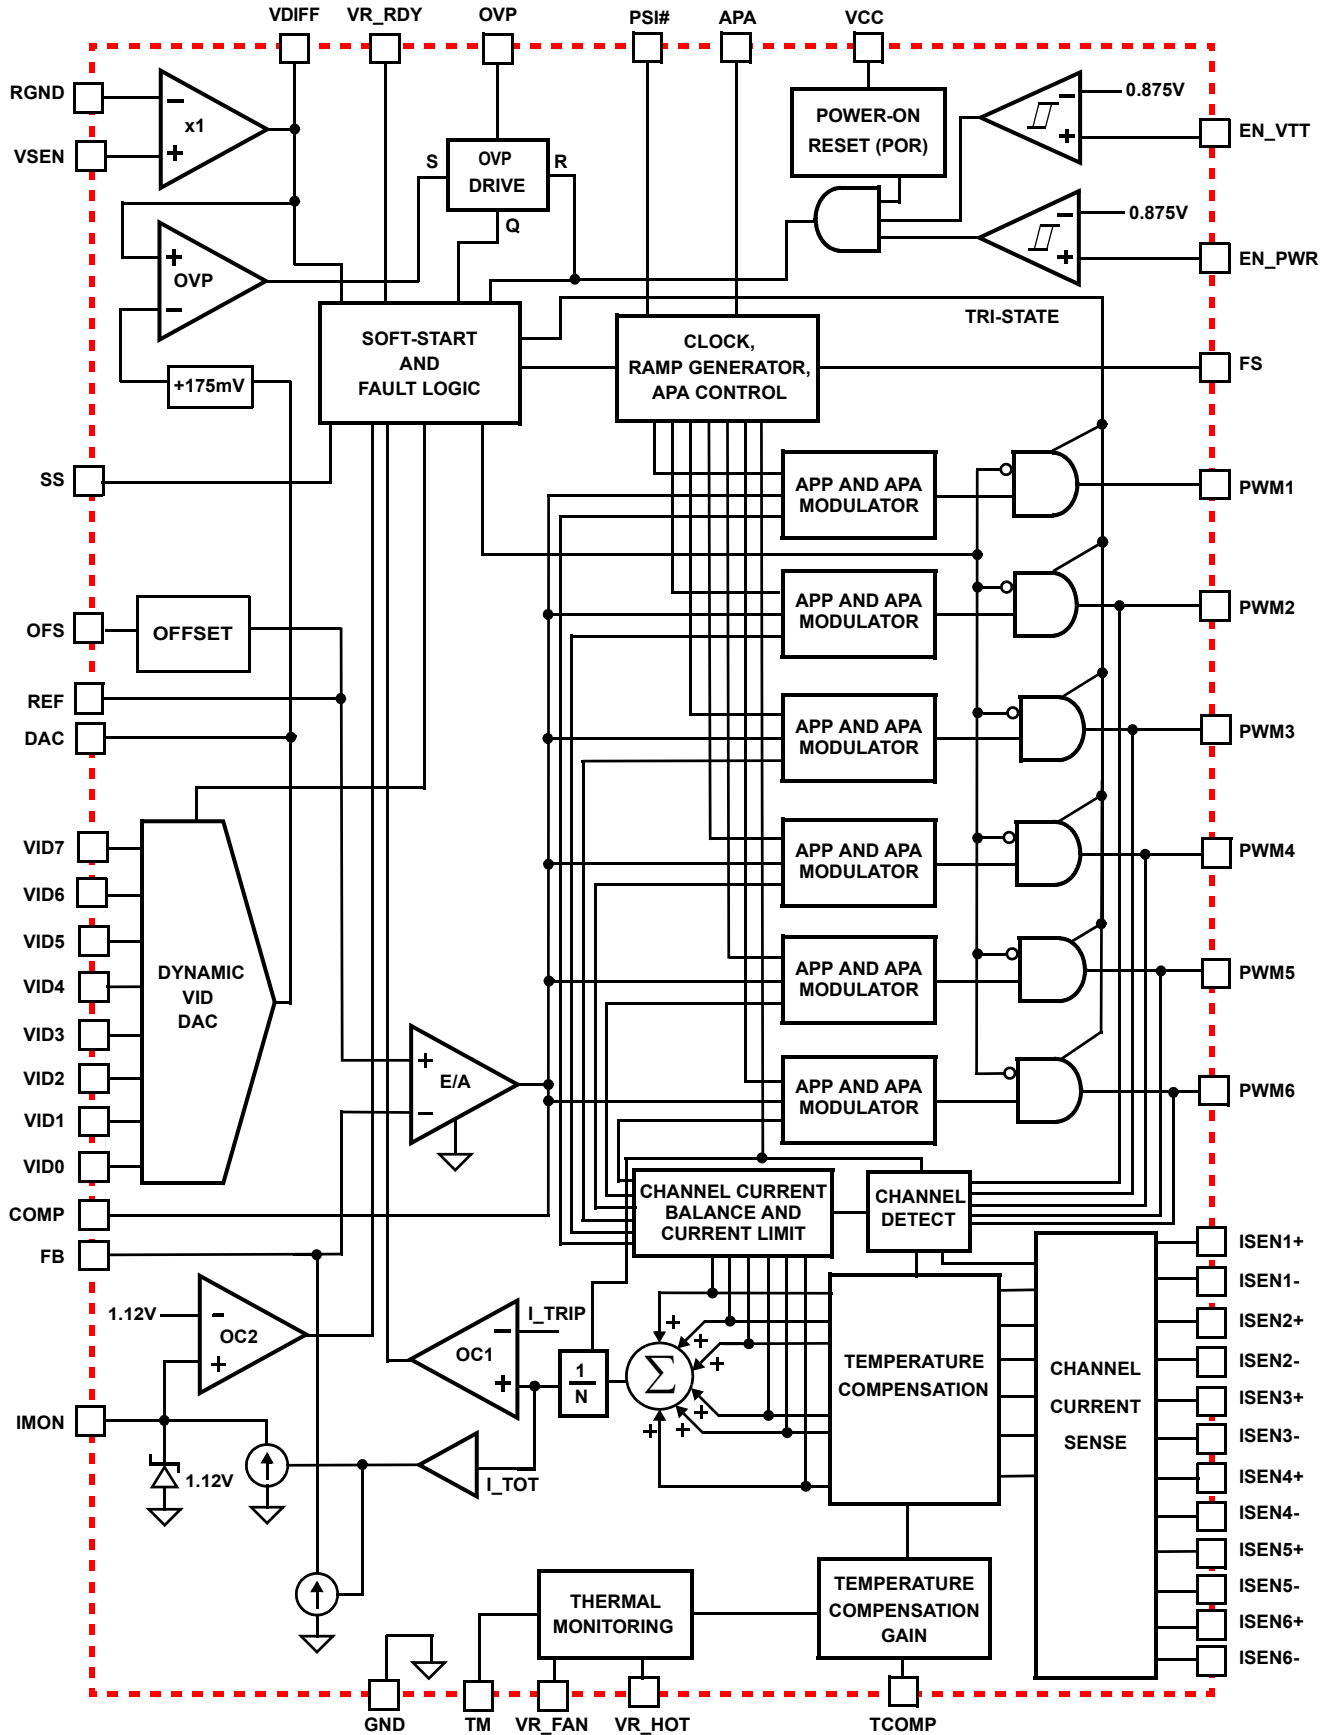 VDIFF
VR_RDY
OVP
PSI#
APA
VCC
RGND
VSEN
−
x1
+
S
OVP
DRIVE
R
Q
POWER-ON
RESET (POR)
−
0.875V
+
EN_VTT
−
0.875V
+
EN_PWR
+
OVP
−
+175mV
SOFT-START
AND
FAULT LOGIC
CLOCK,
RAMP GENERATOR,
APA CONTROL
TRI-STATE
FS
SS
APP AND APA
MODULATOR
PWM1
APP AND APA
MODULATOR
PWM2
OFS
OFFSET
REF
DAC
APP AND APA
MODULATOR
PWM3
VID7
VID6
VID5
VID4
VID3
VID2
VID1
VID0
DYNAMIC
VID
DAC
APP AND APA
MODULATOR
PWM4
APP AND APA
MODULATOR
PWM5
+
E/A
−
APP AND APA
MODULATOR
PWM6
COMP
FB
CHANNEL CURRENT
BALANCE AND
CURRENT LIMIT
CHANNEL
DETECT
1.12V
−
OC2
+
I_TRIP
−
OC1
+
1
N
Σ
+
+
+
+
+
+
TEMPERATURE
COMPENSATION
CHANNEL
CURRENT
SENSE
ISEN1+
ISEN1-
ISEN2+
ISEN2-
ISEN3+
ISEN3-
ISEN4+
ISEN4-
ISEN5+
ISEN5-
ISEN6+
ISEN6-
IMON
1.12V
I_TOT
THERMAL
MONITORING
TEMPERATURE
COMPENSATION
GAIN
GND
TM
VR_FAN
VR_HOT
TCOMP